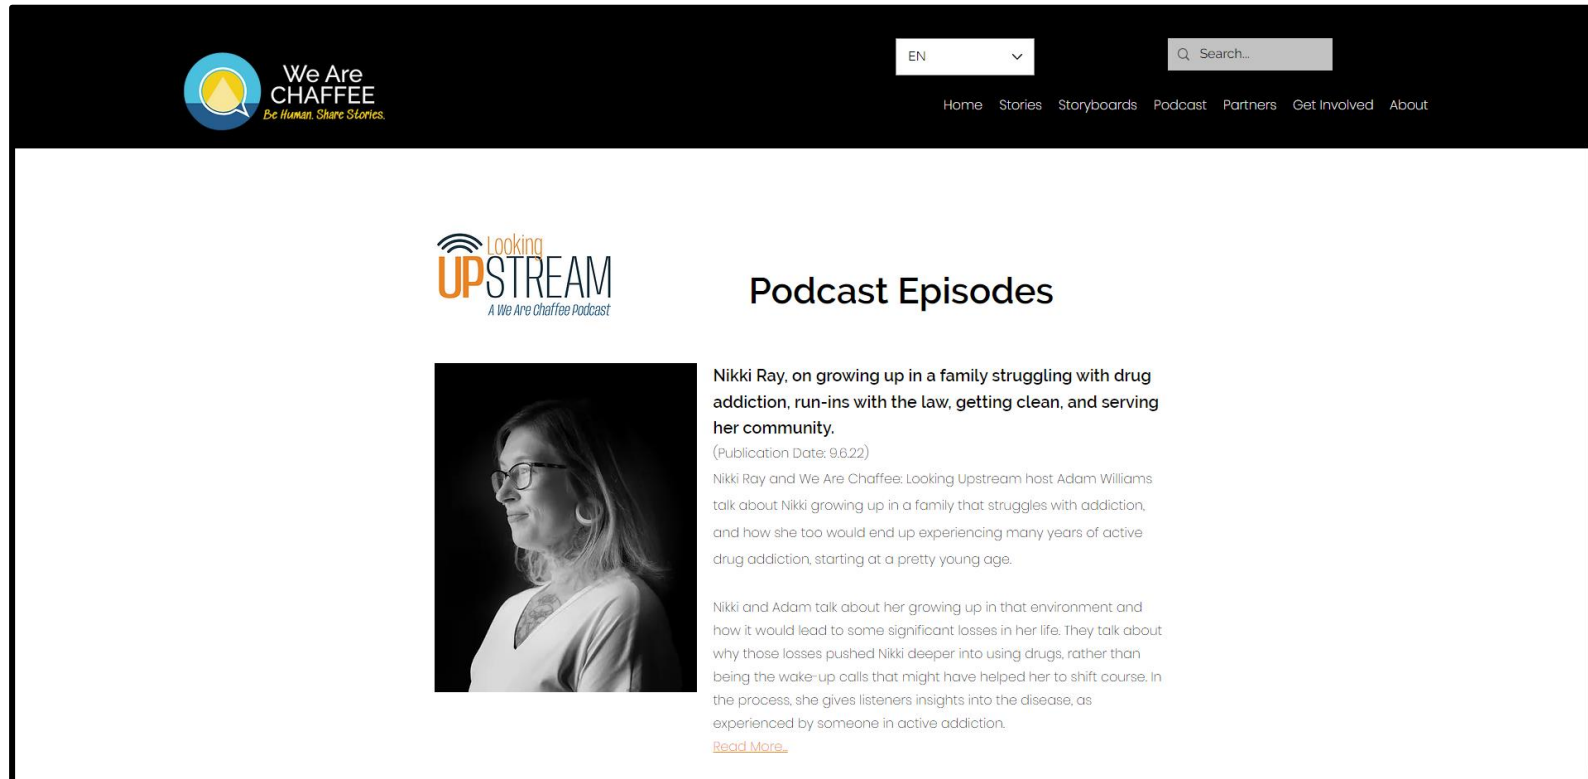 We Are
CHAFFEE
Be Human. Share Stories.
EN
Search...
Home Stories Storyboards Podcast Partners Get Involved About
Looking
UPSTREAM
A We Are Chaffee Podcast
Podcast Episodes
Nikki Ray, on growing up in a family struggling with drug
addiction, run-ins with the law, getting clean, and serving
her community.
(Publication Date: 9.6.22)
Nikki Ray and We Are Chaffee: Looking Upstream host Adam Williams
talk about Nikki growing up in a family that struggles with addiction,
and how she too would end up experiencing many years of active
drug addiction, starting at a pretty young age.
Nikki and Adam talk about her growing up in that environment and
how it would lead to some significant losses in her life. They talk about
why those losses pushed Nikki deeper into using drugs, rather than
being the wake-up calls that might have helped her to shift course. In
the process, she gives listeners insights into the disease, as
experienced by someone in active addiction.
Read More...